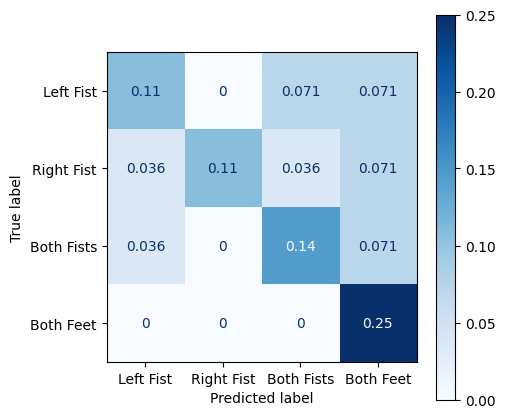 Left Fist 0.11 0 0.071 0.071
Right Fist 0.036 0.11 0.036 0.071
Both Fists 0.036 0 0.14 0.071
Both Feet 0 0 0 0.25
Left Fist Right Fist Both Fists Both Feet
Predicted label
True label
0.25
0.20
0.15
0.10
0.05
0.00